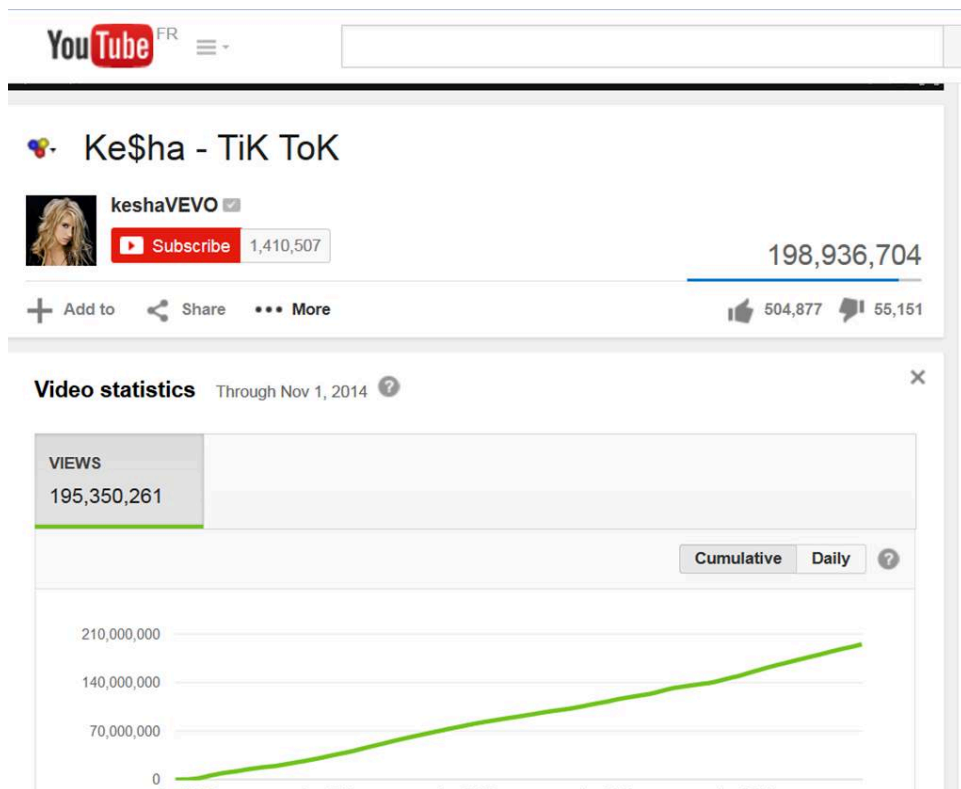 YouTube FR
Ke$ha - TiK ToK
keshaVEVO
Subscribe 1,410,507
198,936,704
Add to Share More 504,877 55,151
Video statistics Through Nov 1, 2014 ?
VIEWS
195,350,261
Cumulative Daily ?
210,000,000
140,000,000
70,000,000
0